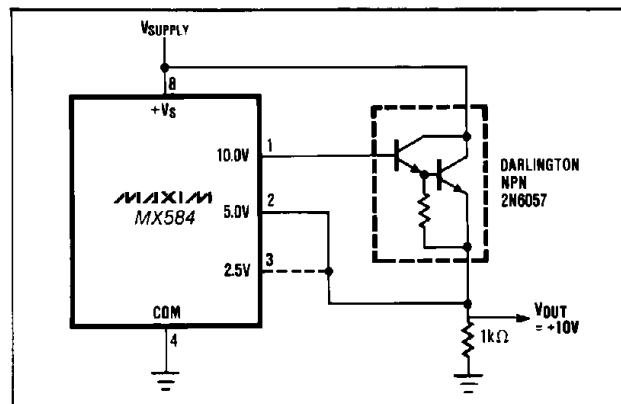 VSUPPLY
8
+VS
10.0V
1
MAXIM
MX584
5.0V
2
2.5V
3
COM
4
DARLINGTON
NPN
2N6057
VOUT
= +10V
1kΩ